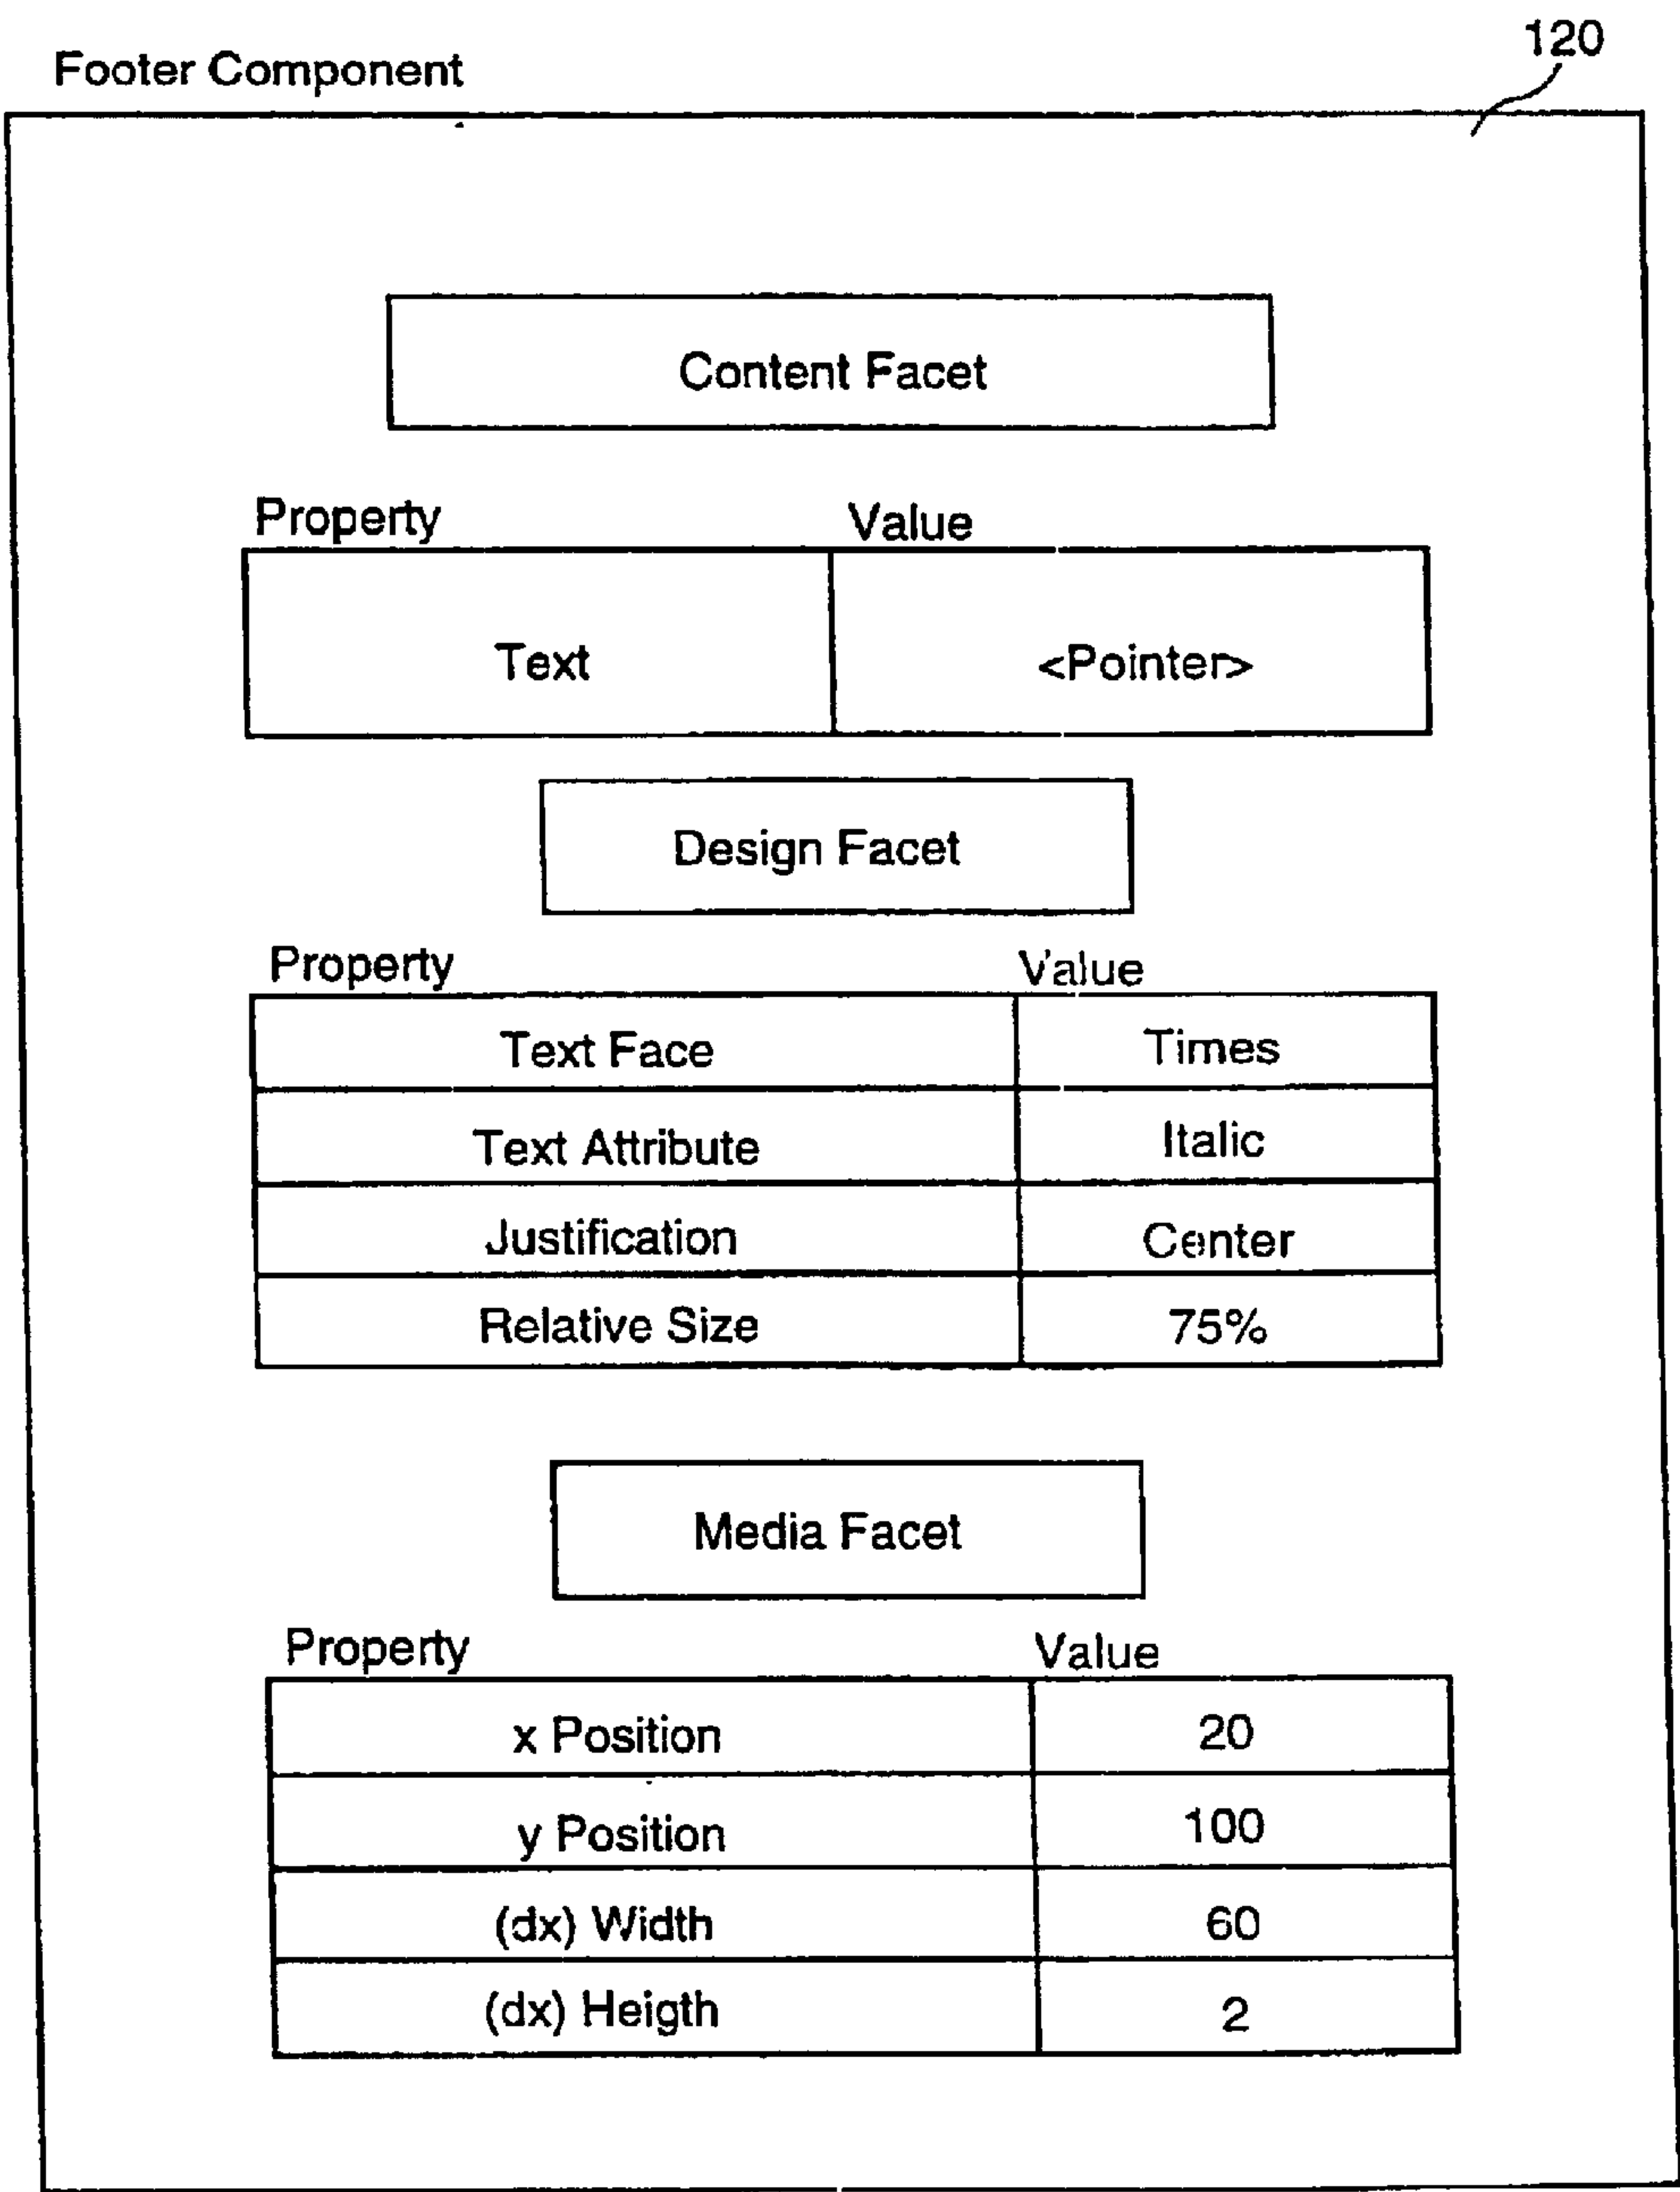 120
Footer Component
Content Facet
Property Value
Text <Pointer>
Design Facet
Property Value
Text Face Times
Text Attribute Italic
Justification Center
Relative Size 75%
Media Facet
Property Value
x Position 20
y Position 100
(dx) Width 60
(dx) Heigth 2